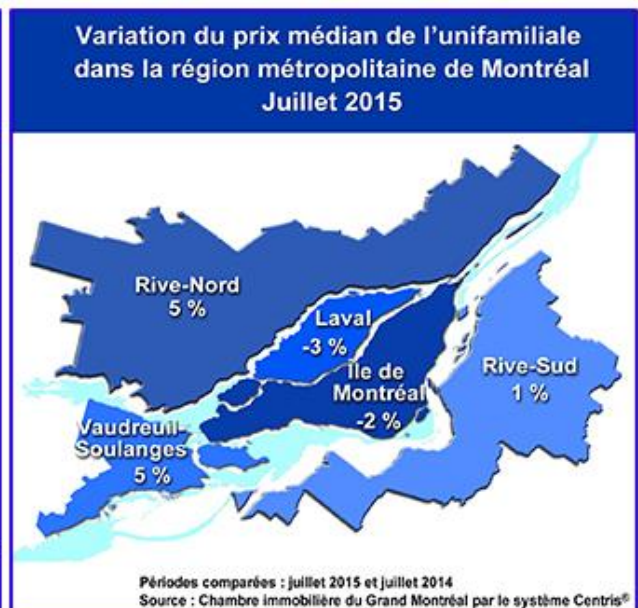 Variation du prix médian de l'unifamiliale
dans la région métropolitaine de Montréal
Juillet 2015
Rive-Nord
5 %
Laval
-3 %
Île de
Montréal
-2 %
Rive-Sud
1 %
Vaudreuil-
Soulanges
5 %
Périodes comparées : juillet 2015 et juillet 2014
Source : Chambre immobilière du Grand Montréal par le système Centris®